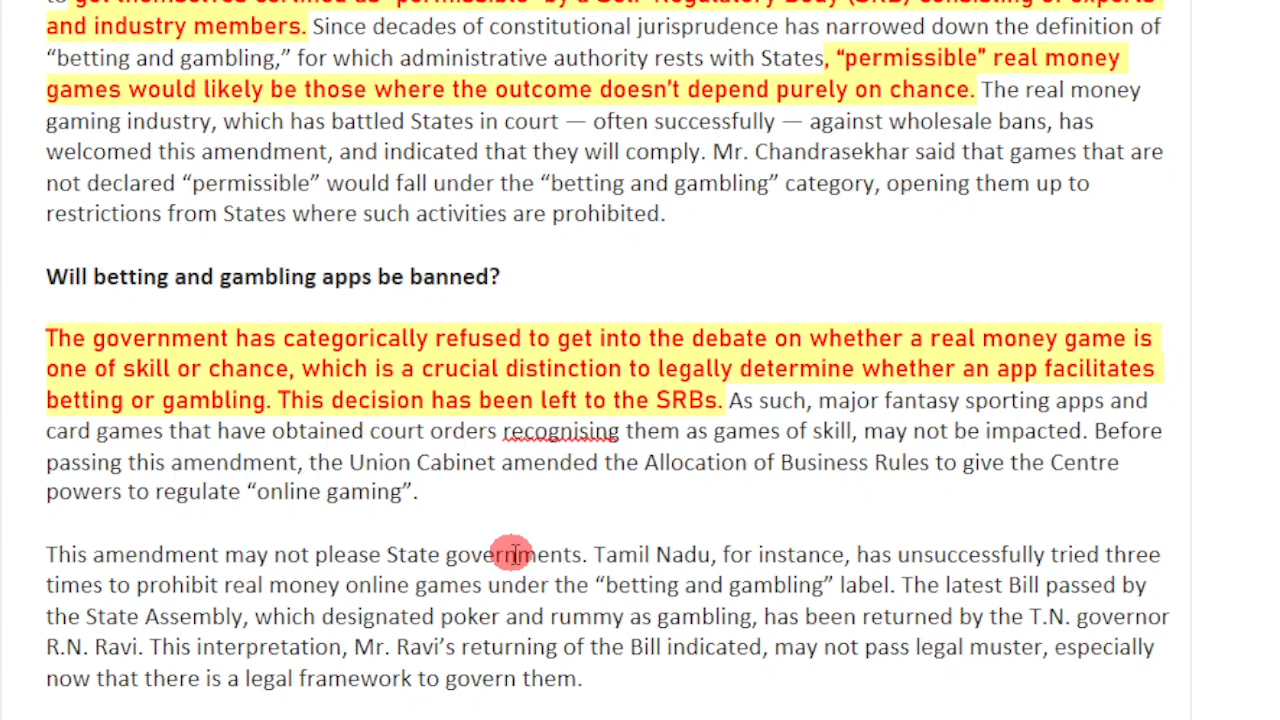 to get themselves certified as "permissible" by a Self-Regulatory Body (SRB) consisting of experts
and industry members. Since decades of constitutional jurisprudence has narrowed down the definition of
“betting and gambling,” for which administrative authority rests with States, “permissible” real money
games would likely be those where the outcome doesn’t depend purely on chance. The real money
gaming industry, which has battled States in court — often successfully — against wholesale bans, has
welcomed this amendment, and indicated that they will comply. Mr. Chandrasekhar said that games that are
not declared “permissible” would fall under the “betting and gambling” category, opening them up to
restrictions from States where such activities are prohibited.
Will betting and gambling apps be banned?
The government has categorically refused to get into the debate on whether a real money game is
one of skill or chance, which is a crucial distinction to legally determine whether an app facilitates
betting or gambling. This decision has been left to the SRBs. As such, major fantasy sporting apps and
card games that have obtained court orders recognising them as games of skill, may not be impacted. Before
passing this amendment, the Union Cabinet amended the Allocation of Business Rules to give the Centre
powers to regulate “online gaming”.
This amendment may not please State governments. Tamil Nadu, for instance, has unsuccessfully tried three
times to prohibit real money online games under the “betting and gambling” label. The latest Bill passed by
the State Assembly, which designated poker and rummy as gambling, has been returned by the T.N. governor
R.N. Ravi. This interpretation, Mr. Ravi’s returning of the Bill indicated, may not pass legal muster, especially
now that there is a legal framework to govern them.